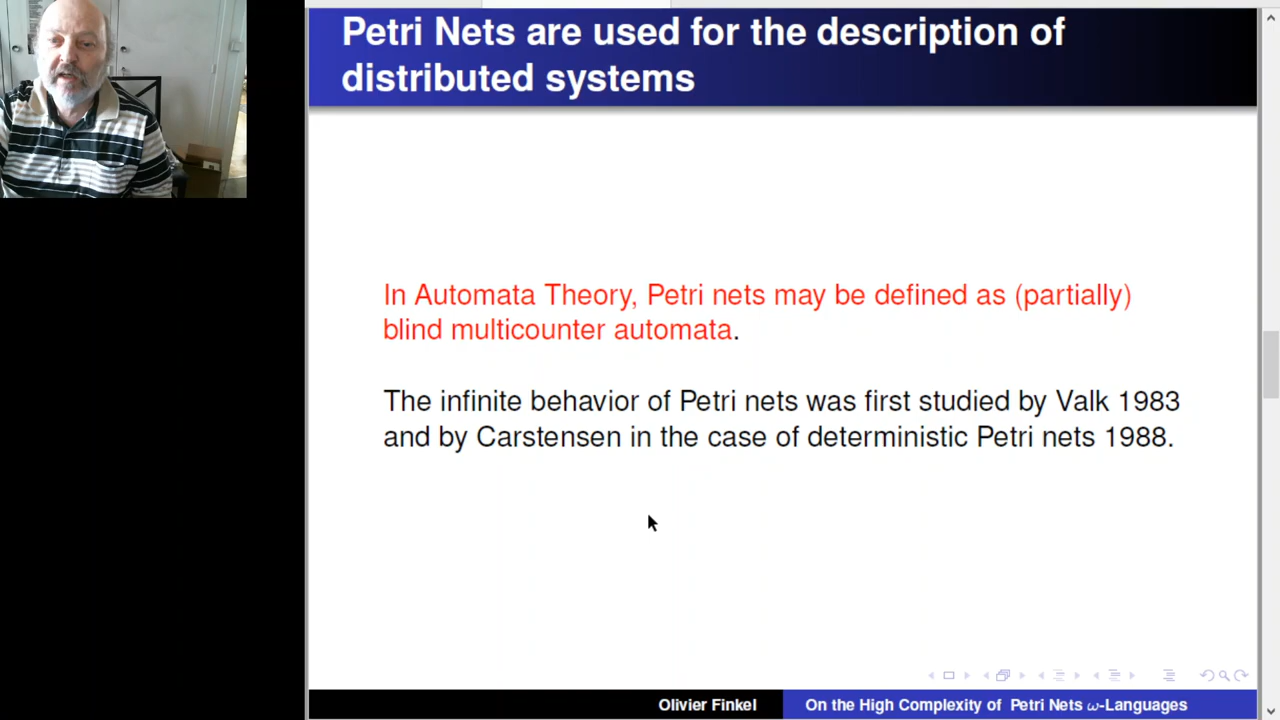 Petri Nets are used for the description of
distributed systems
In Automata Theory, Petri nets may be defined as (partially)
blind multicounter automata.
The infinite behavior of Petri nets was first studied by Valk 1983
and by Carstensen in the case of deterministic Petri nets 1988.
Olivier Finkel
On the High Complexity of Petri Nets ω-Languages